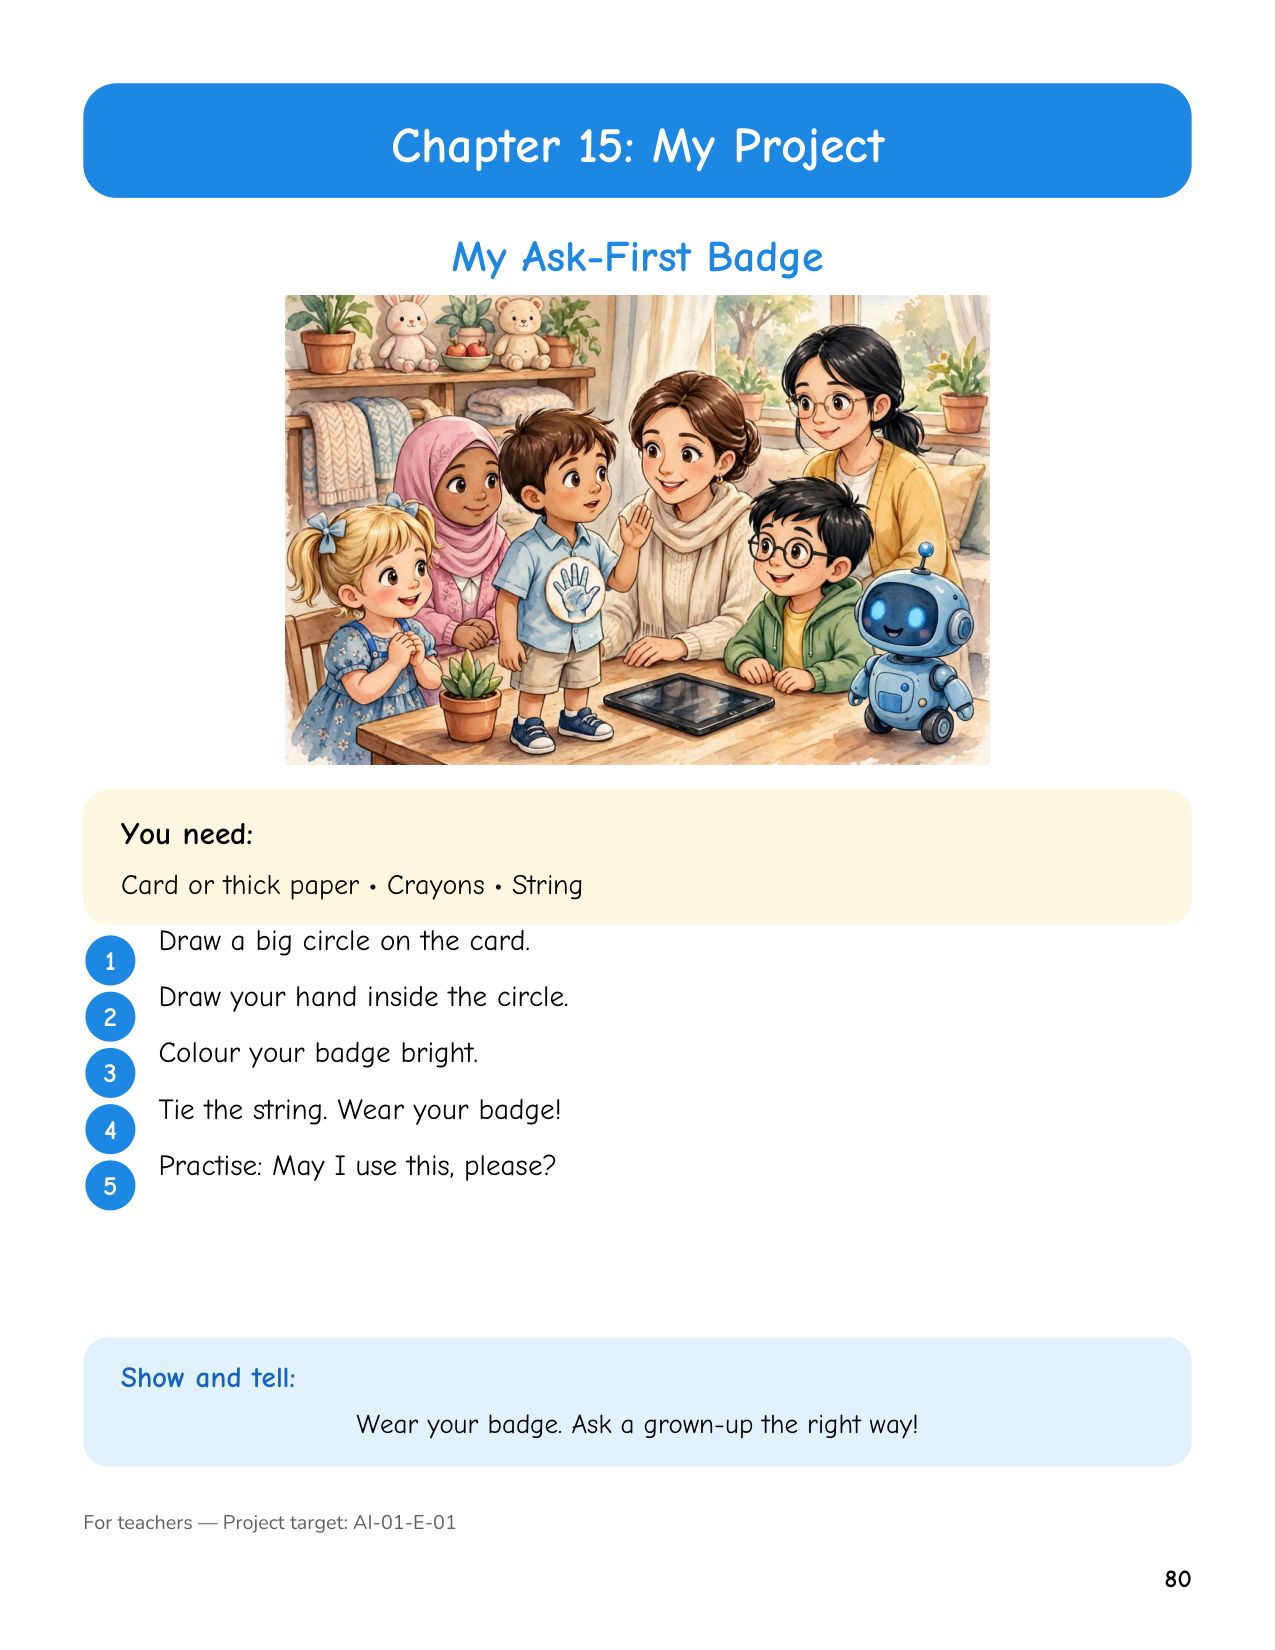 Chapter 15: My Project
My Ask-First Badge
You need:
Card or thick paper • Crayons • String
1 Draw a big circle on the card.
2 Draw your hand inside the circle.
3 Colour your badge bright.
4 Tie the string. Wear your badge!
5 Practise: May I use this, please?
Show and tell:
Wear your badge. Ask a grown-up the right way!
For teachers — Project target: AI-01-E-01
80